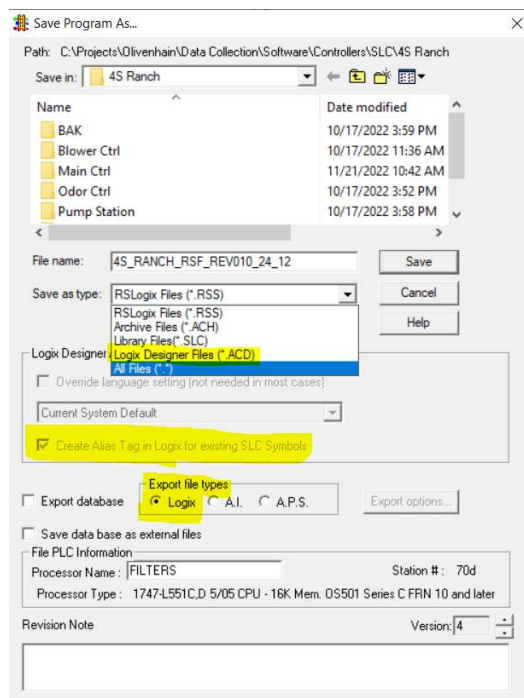 Save Program As...
Path: C:\Projects\Olivenhain\Data Collection\Software\Controllers\SLC\4S Ranch
Save in: 4S Ranch
Name Date modified
BAK 10/17/2022 3:59 PM
Blower Ctrl 10/17/2022 11:36 AM
Main Ctrl 11/21/2022 10:42 AM
Odor Ctrl 10/17/2022 3:52 PM
Pump Station 10/17/2022 3:58 PM
File name: 4S_RANCH_RSF_REV010_24_12 Save
Save as type: RSLogix Files (*.RSS) Cancel
RSLogix Files (*.RSS)
Archive Files (*.ACH) Help
Library Files(*.SLC)
Logix Designer Logix Designer Files (*.ACD)
All Files (*.*)
Override language setting (not needed in most cases)
Current System Default
Create Alias Tag in Logix for existing SLC Symbols
Export file types
Export database Logix A.I. A.P.S. Export options...
Save data base as external files
File PLC Information
Processor Name : FILTERS Station # : 70d
Processor Type : 1747-L551C,D 5/05 CPU - 16K Mem. OS501 Series C FRN 10 and later
Revision Note Version: 4